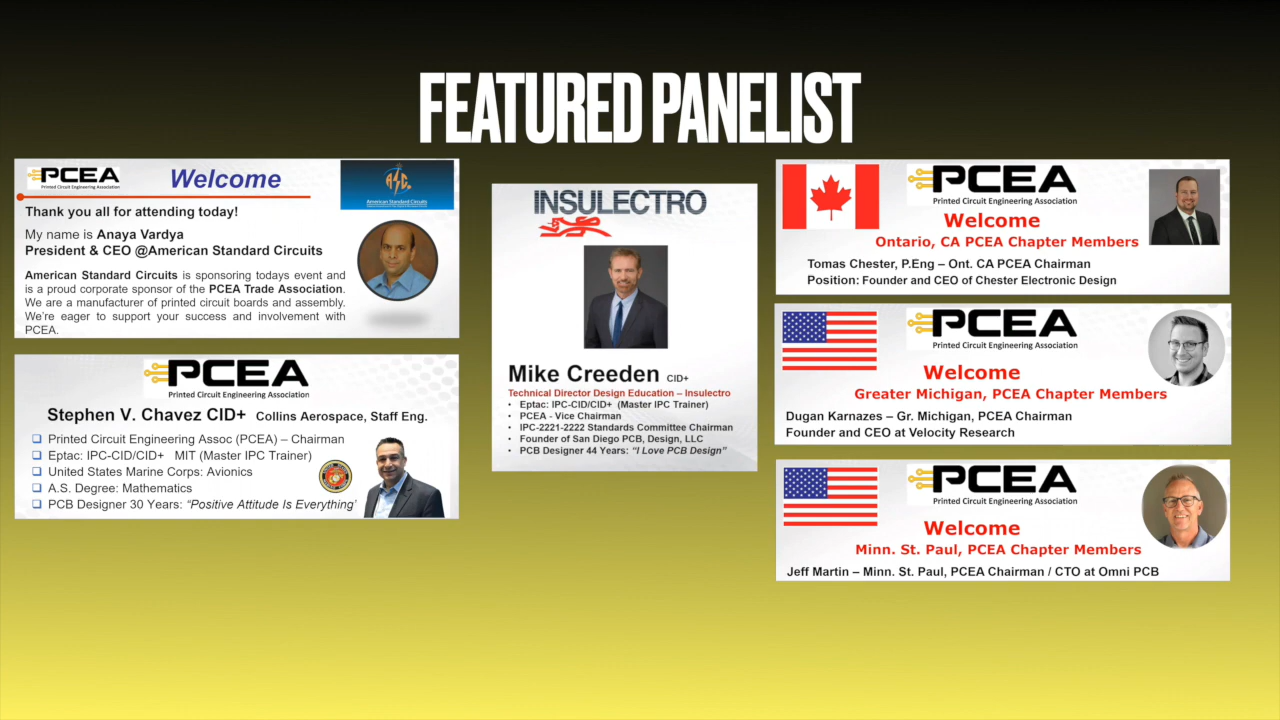 FEATURED PANELIST
PCEA
Printed Circuit Engineering Association
Welcome
ASC
American Standard Circuits
Thank you all for attending today!
My name is Anaya Vardya
President & CEO @American Standard Circuits
American Standard Circuits is sponsoring todays event and
is a proud corporate sponsor of the PCEA Trade Association.
We are a manufacturer of printed circuit boards and assembly.
We're eager to support your success and involvement with
PCEA.
PCEA
Printed Circuit Engineering Association
Stephen V. Chavez CID+ Collins Aerospace, Staff Eng.
Printed Circuit Engineering Assoc (PCEA) – Chairman
Eptac: IPC-CID/CID+ MIT (Master IPC Trainer)
United States Marine Corps: Avionics
A.S. Degree: Mathematics
PCB Designer 30 Years: “Positive Attitude Is Everything’
INSULECTRO
Mike Creeden CID+
Technical Director Design Education – Insulectro
• Eptac: IPC-CID/CID+ (Master IPC Trainer)
• PCEA - Vice Chairman
• IPC-2221-2222 Standards Committee Chairman
• Founder of San Diego PCB, Design, LLC
• PCB Designer 44 Years: “I Love PCB Design”
PCEA
Printed Circuit Engineering Association
Welcome
Ontario, CA PCEA Chapter Members
Tomas Chester, P.Eng – Ont. CA PCEA Chairman
Position: Founder and CEO of Chester Electronic Design
PCEA
Printed Circuit Engineering Association
Welcome
Greater Michigan, PCEA Chapter Members
Dugan Karnazes – Gr. Michigan, PCEA Chairman
Founder and CEO at Velocity Research
PCEA
Printed Circuit Engineering Association
Welcome
Minn. St. Paul, PCEA Chapter Members
Jeff Martin – Minn. St. Paul, PCEA Chairman / CTO at Omni PCB